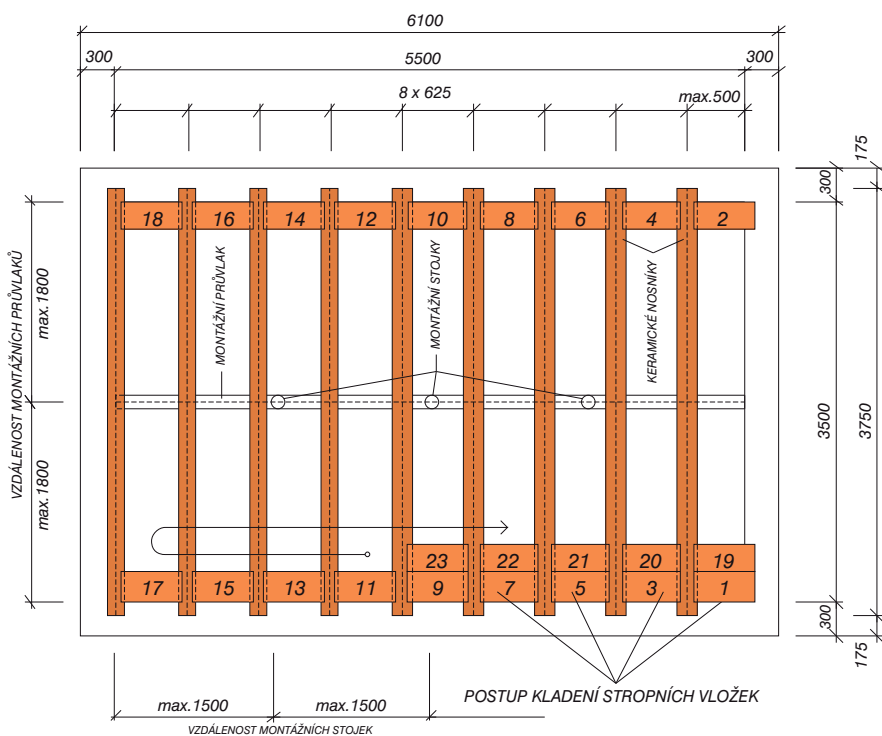 6100
300
5500
300
8 x 625
max.500
175
300
18
16
14
12
10
8
6
4
2
VZDÁLENOST MONTÁŽNÍCH PRŮVLAKŮ
max.1800
MONTÁŽNÍ PRŮVLAK
MONTÁŽNÍ STOJKY
KERAMICKÉ NOSNÍKY
3500
3750
max.1800
23
22
21
20
19
17
15
13
11
9
7
5
3
1
300
175
max.1500
max.1500
POSTUP KLADENÍ STROPNÍCH VLOŽEK
VZDÁLENOST MONTÁŽNÍCH STOJEK